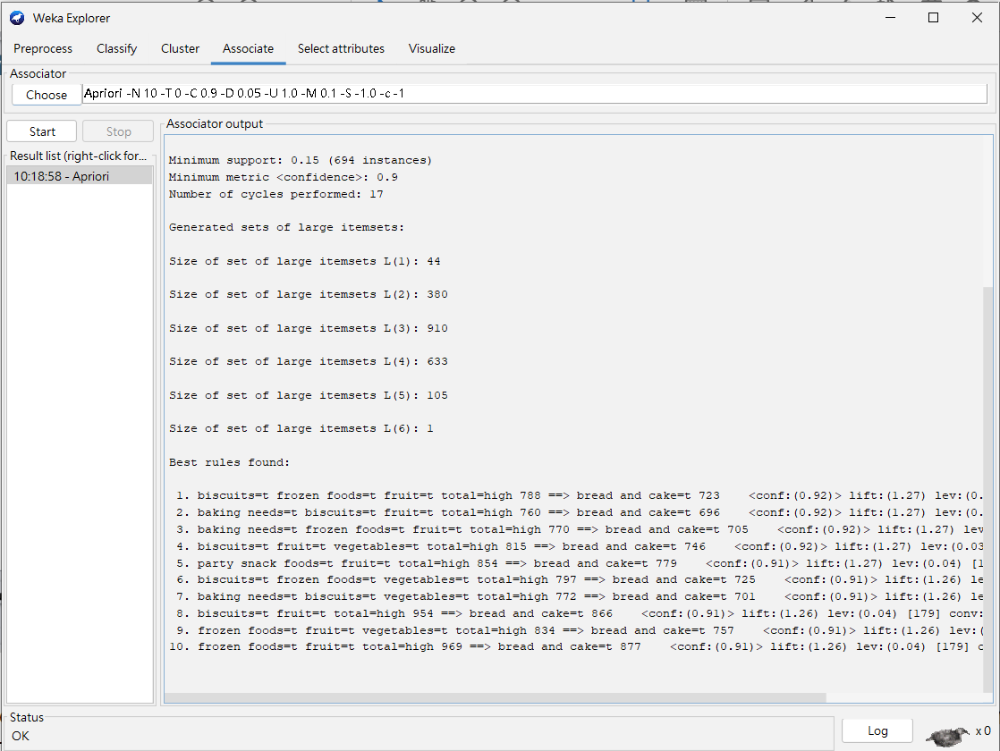 Weka Explorer
Preprocess Classify Cluster Associate Select attributes Visualize
Associator
Choose Apriori -N 10 -T 0 -C 0.9 -D 0.05 -U 1.0 -M 0.1 -S -1.0 -c -1
Start Stop
Result list (right-click for...
10:18:58 - Apriori
Associator output
Minimum support: 0.15 (694 instances)
Minimum metric <confidence>: 0.9
Number of cycles performed: 17
Generated sets of large itemsets:
Size of set of large itemsets L(1): 44
Size of set of large itemsets L(2): 380
Size of set of large itemsets L(3): 910
Size of set of large itemsets L(4): 633
Size of set of large itemsets L(5): 105
Size of set of large itemsets L(6): 1
Best rules found:
1. biscuits=t frozen foods=t fruit=t total=high 788 ==> bread and cake=t 723 <conf:(0.92)> lift:(1.27) lev:(0.
2. baking needs=t biscuits=t fruit=t total=high 760 ==> bread and cake=t 696 <conf:(0.92)> lift:(1.27) lev:(0.
3. baking needs=t frozen foods=t fruit=t total=high 770 ==> bread and cake=t 705 <conf:(0.92)> lift:(1.27) lev
4. biscuits=t fruit=t vegetables=t total=high 815 ==> bread and cake=t 746 <conf:(0.92)> lift:(1.27) lev:(0.03
5. party snack foods=t fruit=t total=high 854 ==> bread and cake=t 779 <conf:(0.91)> lift:(1.27) lev:(0.04) [1
6. biscuits=t frozen foods=t vegetables=t total=high 797 ==> bread and cake=t 725 <conf:(0.91)> lift:(1.26) le
7. baking needs=t biscuits=t vegetables=t total=high 772 ==> bread and cake=t 701 <conf:(0.91)> lift:(1.26) le
8. biscuits=t fruit=t total=high 954 ==> bread and cake=t 866 <conf:(0.91)> lift:(1.26) lev:(0.04) [179] conv:
9. frozen foods=t fruit=t vegetables=t total=high 834 ==> bread and cake=t 757 <conf:(0.91)> lift:(1.26) lev:(
10. frozen foods=t fruit=t total=high 969 ==> bread and cake=t 877 <conf:(0.91)> lift:(1.26) lev:(0.04) [179] c
Status
OK
Log
x 0